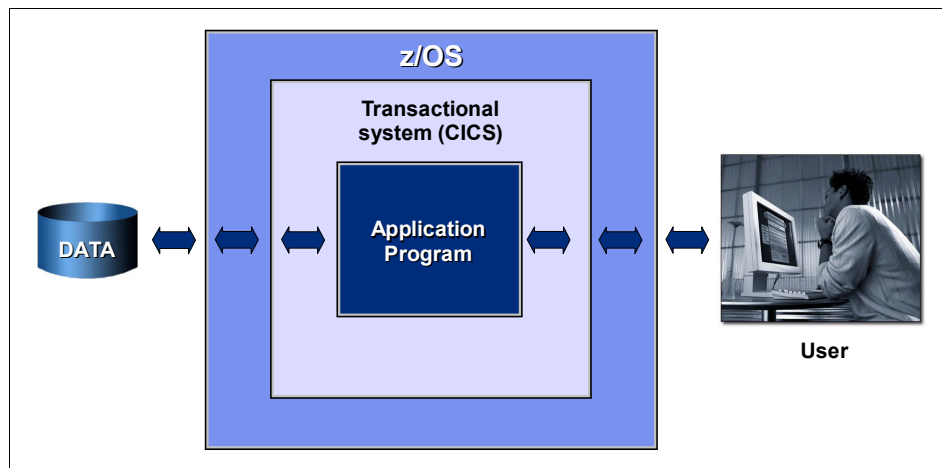 z/OS
Transactional
system (CICS)
Application
Program
DATA
User